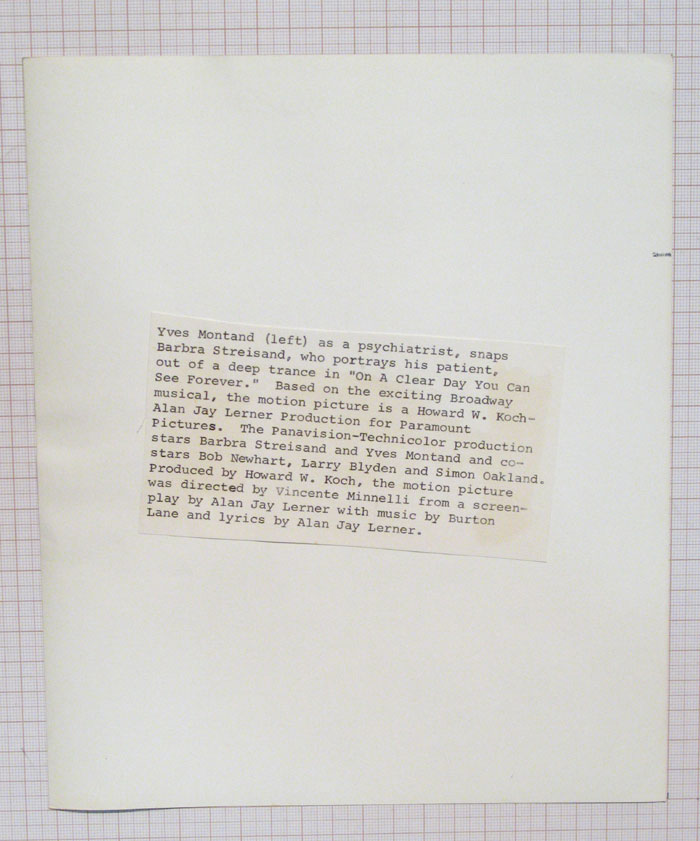 Yves Montand (left) as a psychiatrist, snaps
Barbra Streisand, who portrays his patient,
out of a deep trance in "On A Clear Day You Can
See Forever."  Based on the exciting Broadway
musical, the motion picture is a Howard W. Koch-
Alan Jay Lerner Production for Paramount
Pictures.  The Panavision-Technicolor production
stars Barbra Streisand and Yves Montand and co-
stars Bob Newhart, Larry Blyden and Simon Oakland.
Produced by Howard W. Koch, the motion picture
was directed by Vincente Minnelli from a screen-
play by Alan Jay Lerner with music by Burton
Lane and lyrics by Alan Jay Lerner.